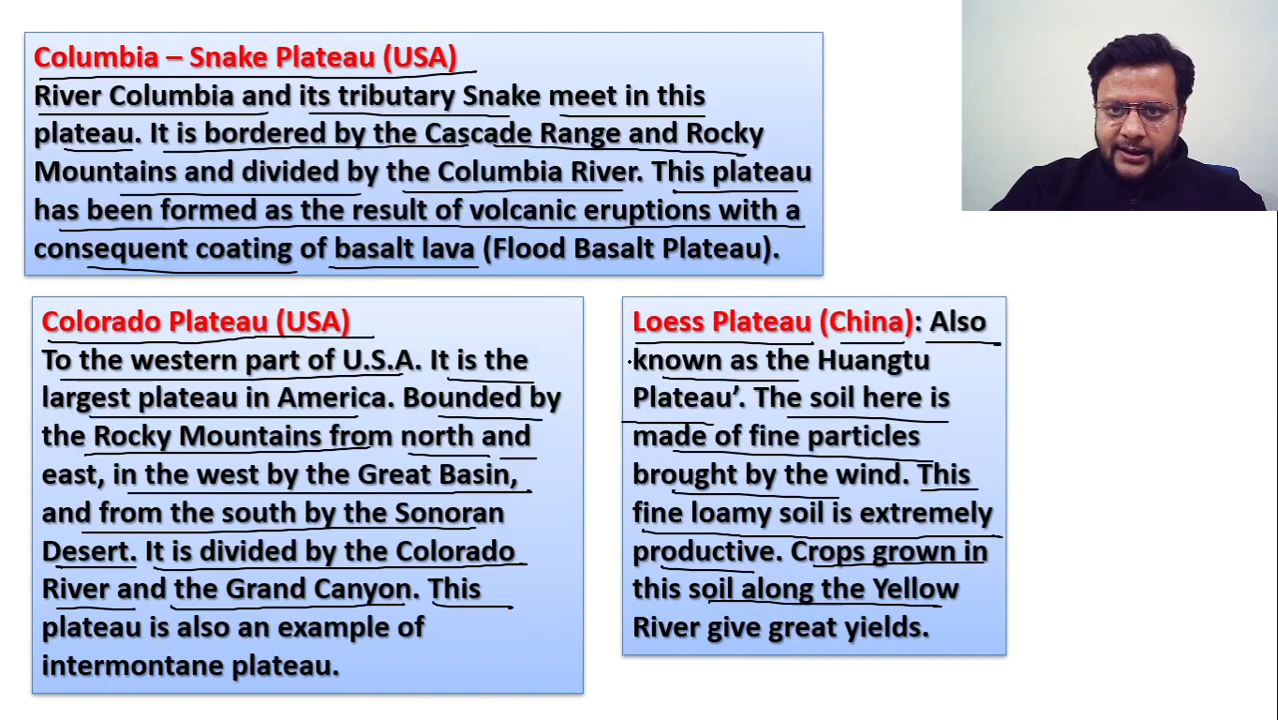 Columbia – Snake Plateau (USA)
River Columbia and its tributary Snake meet in this
plateau. It is bordered by the Cascade Range and Rocky
Mountains and divided by the Columbia River. This plateau
has been formed as the result of volcanic eruptions with a
consequent coating of basalt lava (Flood Basalt Plateau).
Colorado Plateau (USA)
To the western part of U.S.A. It is the
largest plateau in America. Bounded by
the Rocky Mountains from north and
east, in the west by the Great Basin,
and from the south by the Sonoran
Desert. It is divided by the Colorado
River and the Grand Canyon. This
plateau is also an example of
intermontane plateau.
Loess Plateau (China): Also
known as the Huangtu
Plateau’. The soil here is
made of fine particles
brought by the wind. This
fine loamy soil is extremely
productive. Crops grown in
this soil along the Yellow
River give great yields.